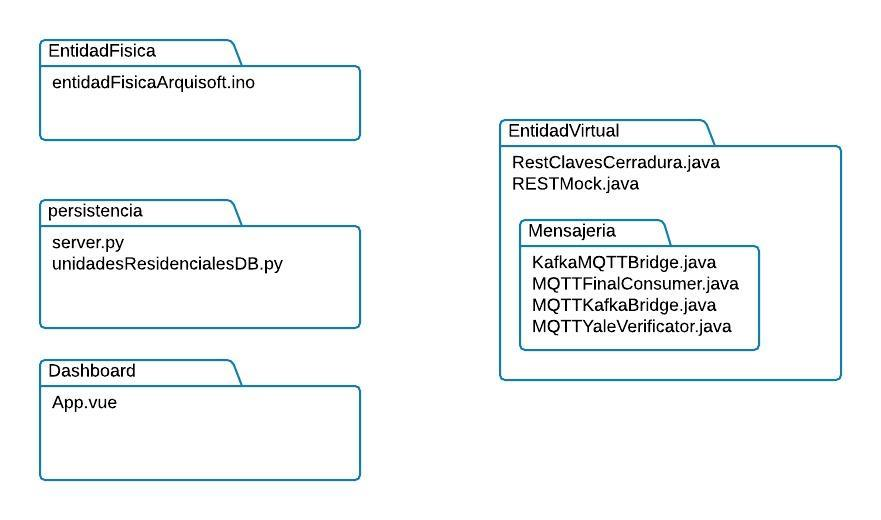 EntidadFisica
entidadFisicaArquisoft.ino
persistencia
server.py
unidadesResidencialesDB.py
Dashboard
App.vue
EntidadVirtual
RestClavesCerradura.java
RESTMock.java
Mensajeria
KafkaMQTTBridge.java
MQTTFinalConsumer.java
MQTTKafkaBridge.java
MQTTYaleVerificator.java